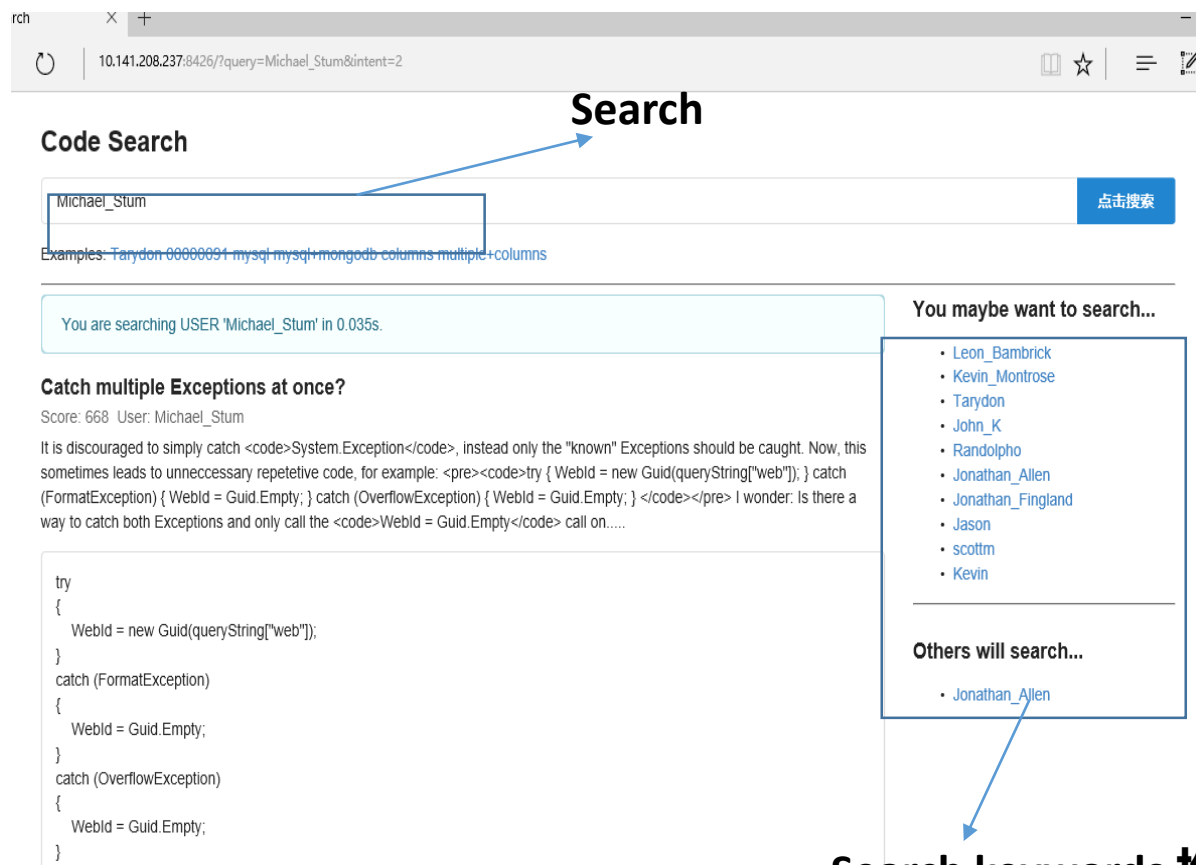 rch
10.141.208.237:8426/?query=Michael_Stum&intent=2
Search
Code Search
Michael_Stum
点击搜索
Examples: Tarydon 00000091 mysql mysql+mongodb columns multiple+columns
You are searching USER 'Michael_Stum' in 0.035s.
Catch multiple Exceptions at once?
Score: 668 User: Michael_Stum
It is discouraged to simply catch <code>System.Exception</code>, instead only the "known" Exceptions should be caught. Now, this
sometimes leads to unneccessary repetetive code, for example: <pre><code>try { WebId = new Guid(queryString["web"]); } catch
(FormatException) { WebId = Guid.Empty; } catch (OverflowException) { WebId = Guid.Empty; } </code></pre> I wonder: Is there a
way to catch both Exceptions and only call the <code>WebId = Guid.Empty</code> call on.....
try
{
WebId = new Guid(queryString["web"]);
}
catch (FormatException)
{
WebId = Guid.Empty;
}
catch (OverflowException)
{
WebId = Guid.Empty;
}
You maybe want to search...
• Leon_Bambrick
• Kevin_Montrose
• Tarydon
• John_K
• Randolpho
• Jonathan_Allen
• Jonathan_Fingland
• Jason
• scottm
• Kevin
Others will search...
• Jonathan_Allen
Search keywords